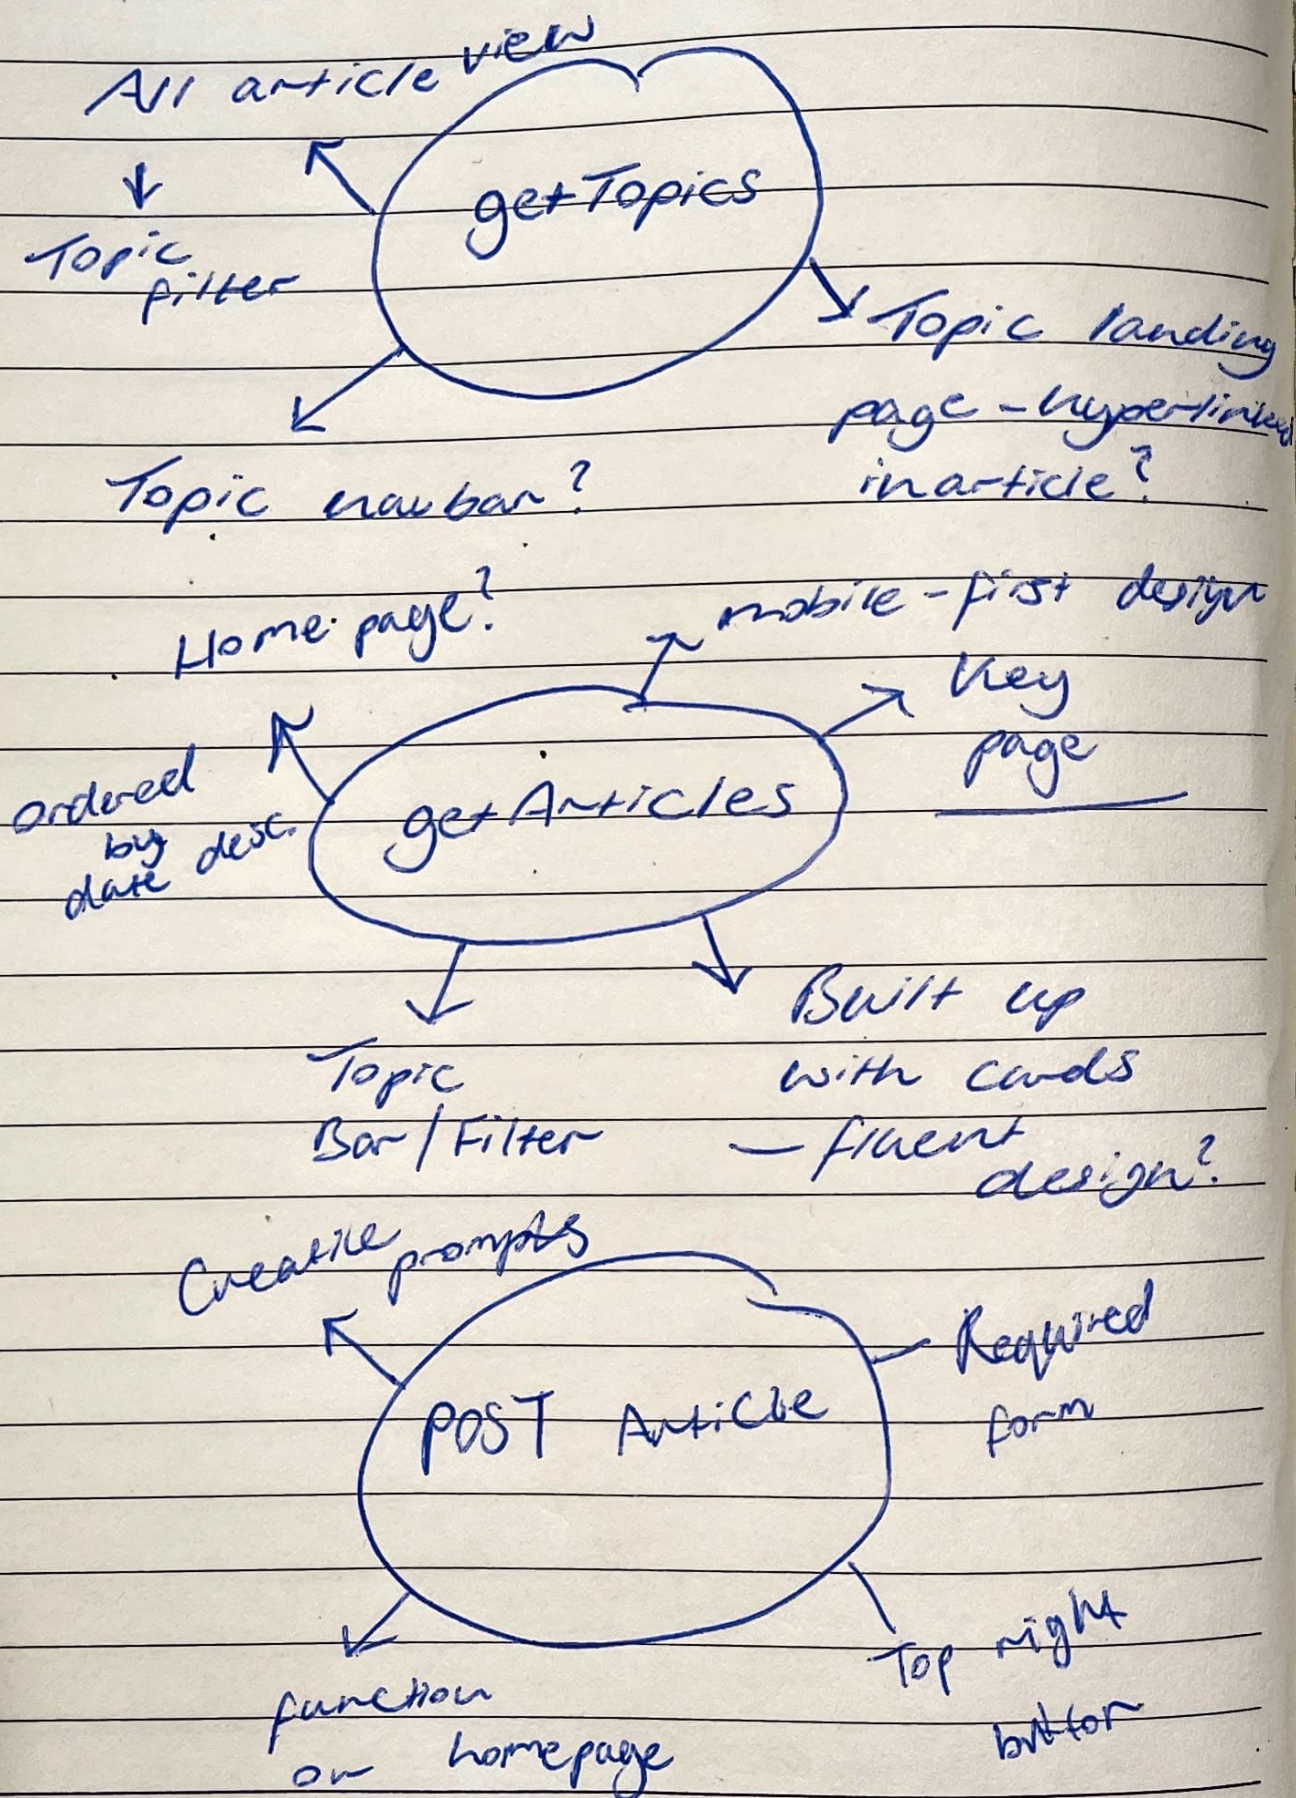 All article view
getTopics
Topic
filter
Topic landing
page - hyperlinked
in article?
Topic navbar?
Home page?
mobile-first design
Key
page
ordered
by
date desc.
getArticles
Topic
Bar/Filter
Built up
with cards
- fluent
design?
Creative prompts
POST Article
Required
form
Top right
button
function
on homepage